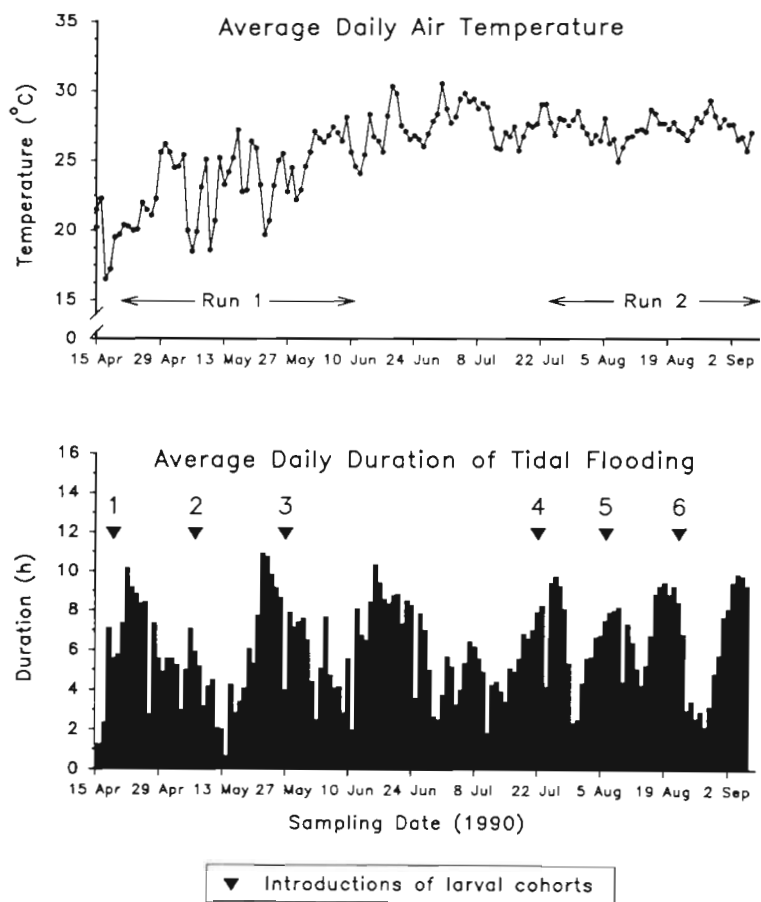 Average Daily Air Temperature
Temperature (°C)
35
30
25
20
15
0
Run 1
Run 2
15 Apr 29 Apr 13 May 27 May 10 Jun 24 Jun 8 Jul 22 Jul 5 Aug 19 Aug 2 Sep
Average Daily Duration of Tidal Flooding
Duration (h)
16
14
12
10
8
6
4
2
0
1 2 3 4 5 6
15 Apr 29 Apr 13 May 27 May 10 Jun 24 Jun 8 Jul 22 Jul 5 Aug 19 Aug 2 Sep
Sampling Date (1990)
▼ Introductions of larval cohorts